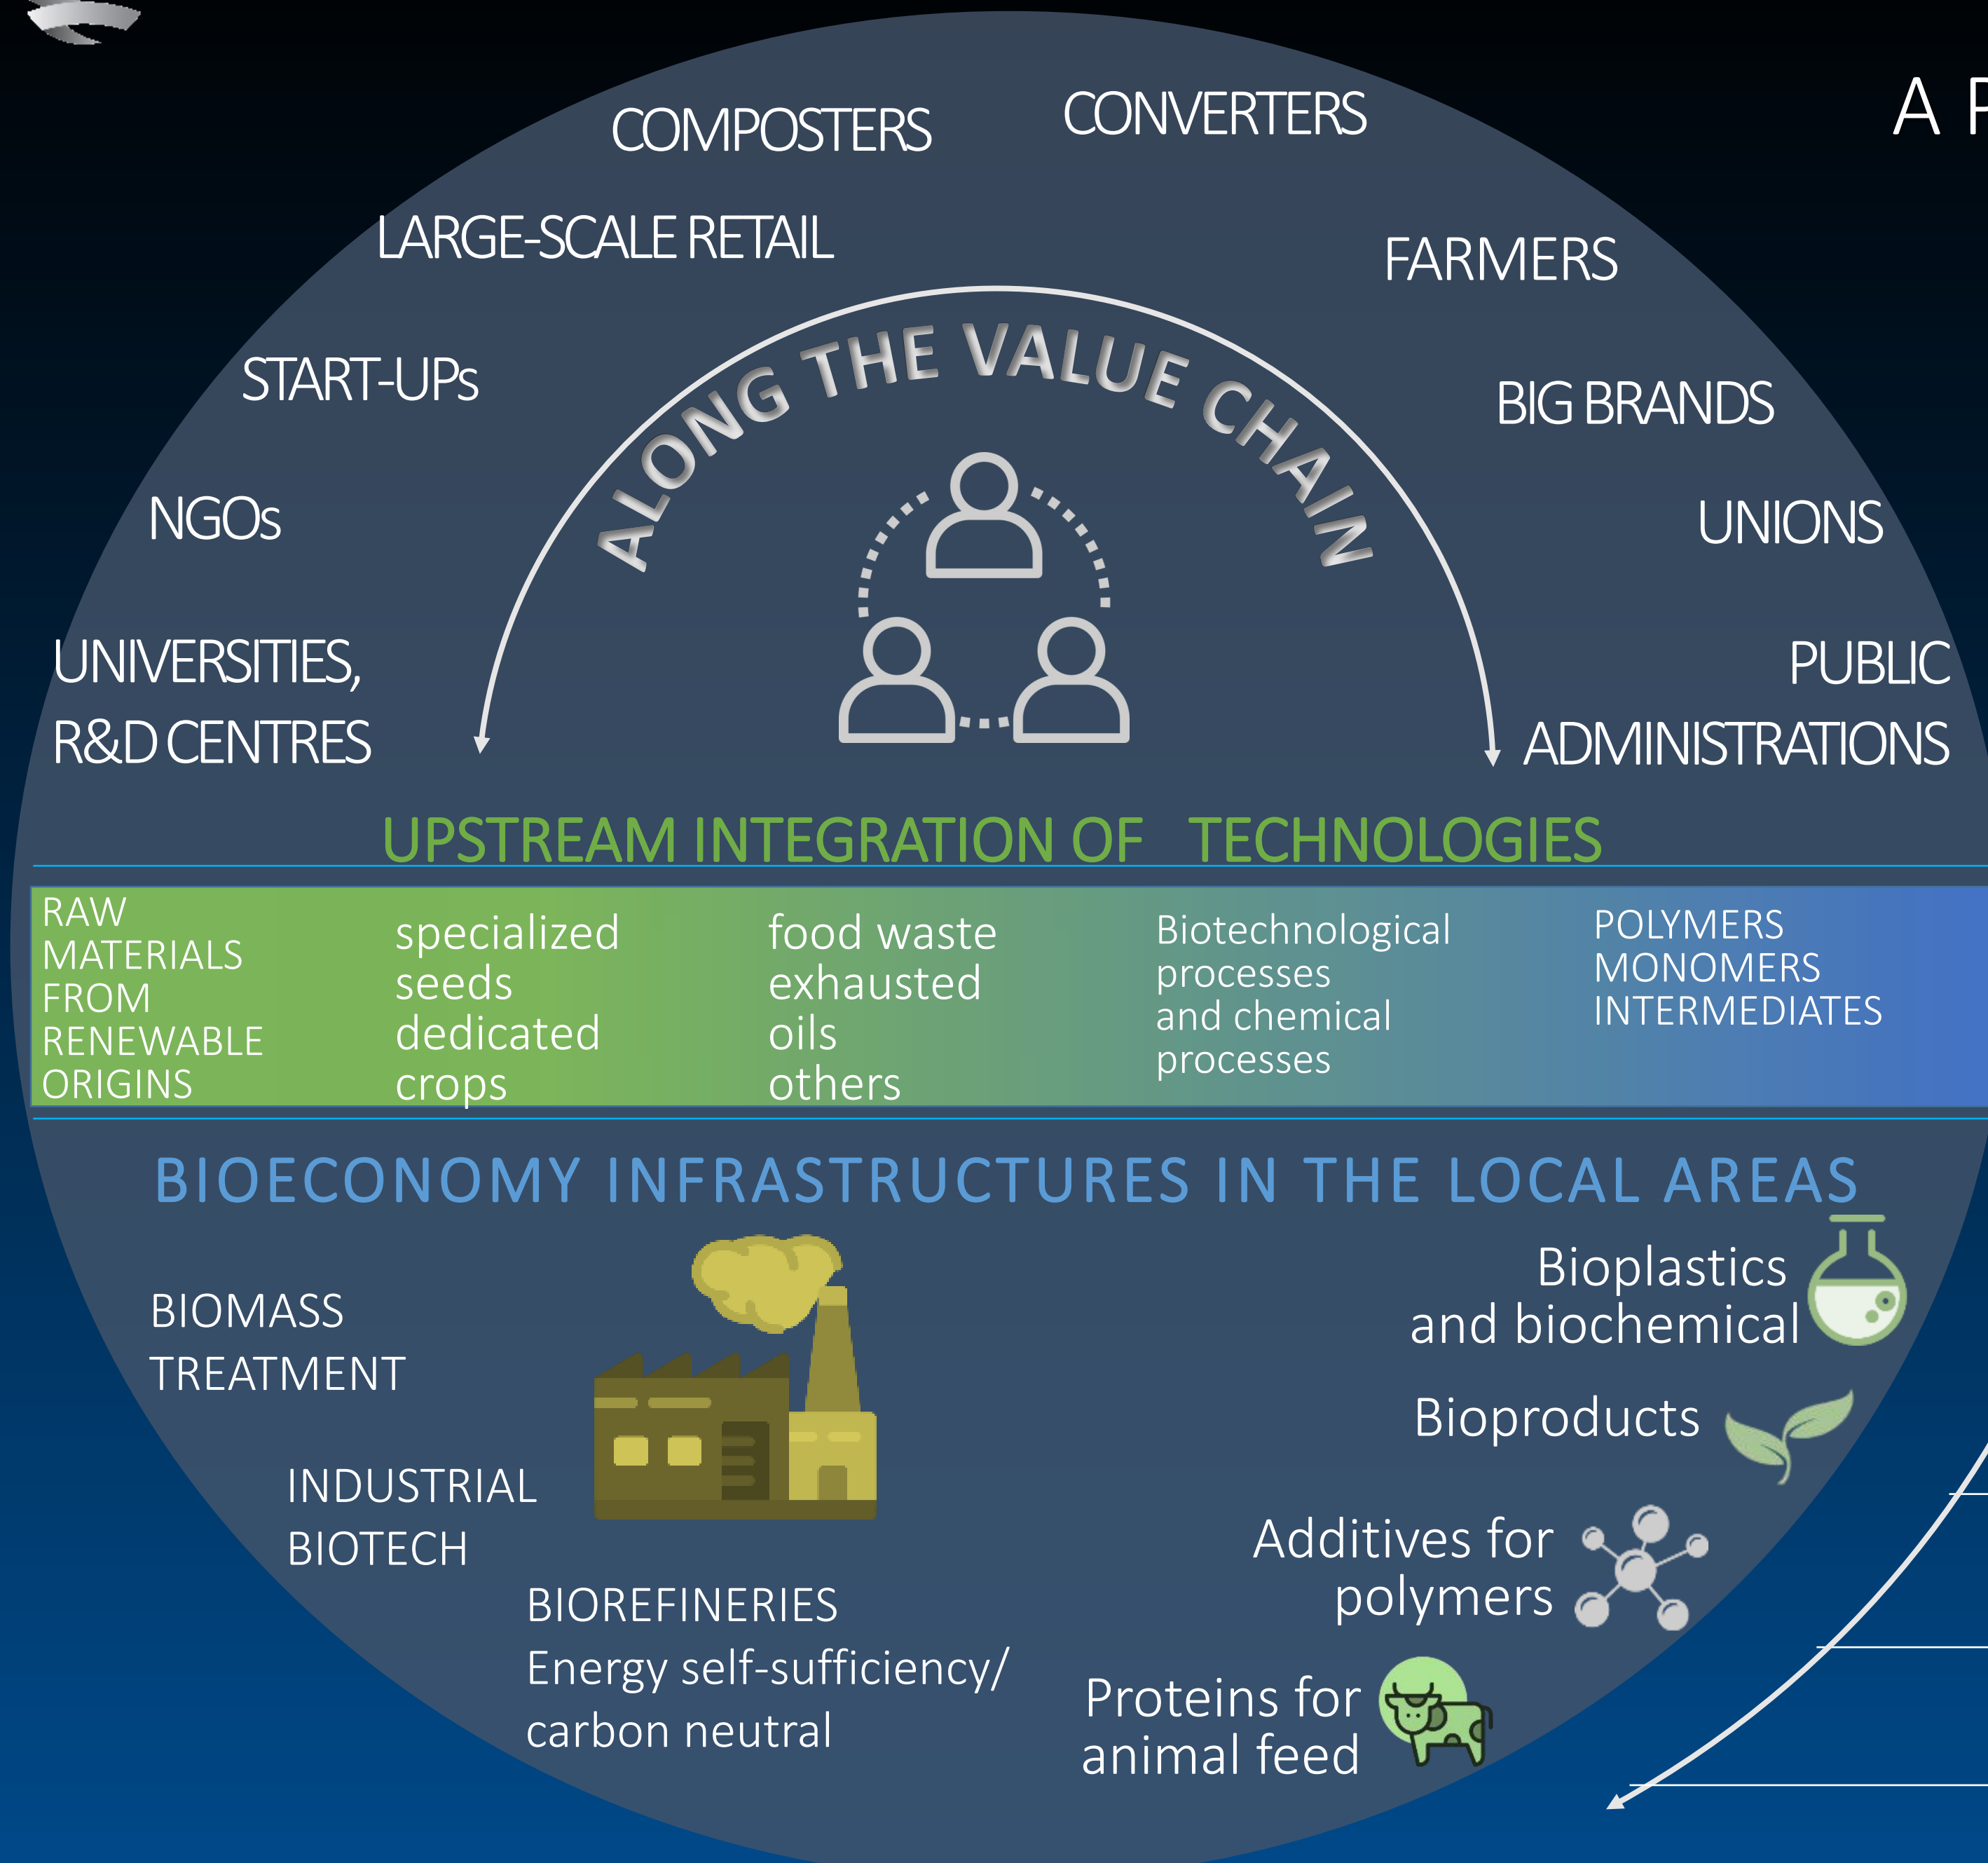 A P
COMPOSTERS
CONVERTERS
LARGE-SCALE RETAIL
FARMERS
START-UPs
BIG BRANDS
NGOs
UNIONS
UNIVERSITIES,
R&D CENTRES
PUBLIC
ADMINISTRATIONS
ALONG THE VALUE CHAIN
UPSTREAM INTEGRATION OF TECHNOLOGIES
RAW
MATERIALS
FROM
RENEWABLE
ORIGINS
specialized
seeds
dedicated
crops
food waste
exhausted
oils
others
Biotechnological
processes
and chemical
processes
POLYMERS
MONOMERS
INTERMEDIATES
BIOECONOMY INFRASTRUCTURES IN THE LOCAL AREAS
BIOMASS
TREATMENT
INDUSTRIAL
BIOTECH
BIOREFINERIES
Energy self-sufficiency/
carbon neutral
Bioplastics
and biochemical
Bioproducts
Additives for
polymers
Proteins for
animal feed